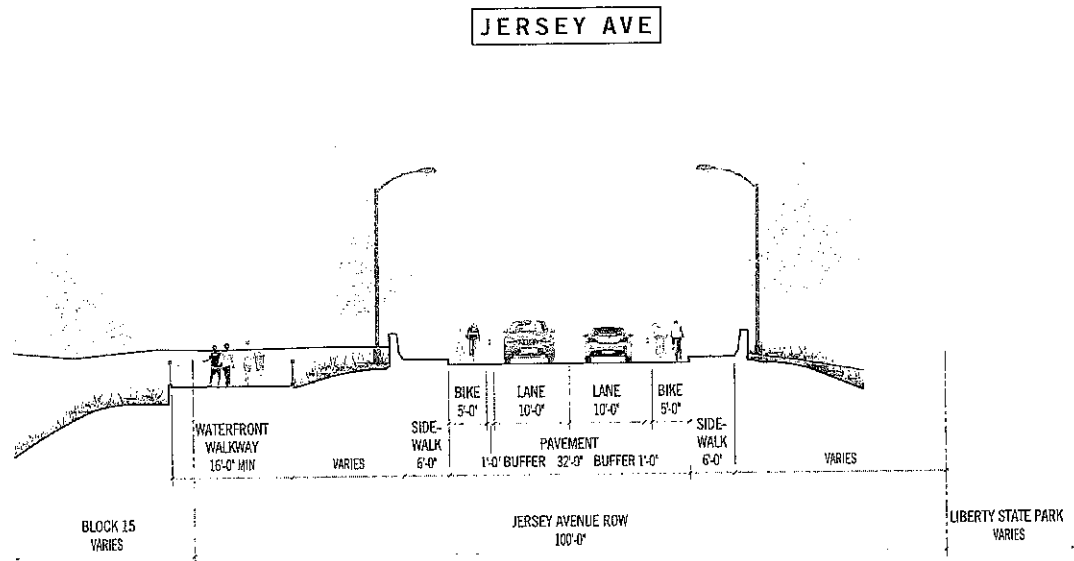 JERSEY AVE
BIKE
5'-0"
LANE
10'-0"
LANE
10'-0"
BIKE
5'-0"
WATERFRONT
WALKWAY
16'-0" MIN
VARIES
SIDE-
WALK
6'-0"
PAVEMENT
1'-0" BUFFER 32'-0" BUFFER 1'-0"
SIDE-
WALK
6'-0"
VARIES
BLOCK 15
VARIES
JERSEY AVENUE ROW
100'-0"
LIBERTY STATE PARK
VARIES